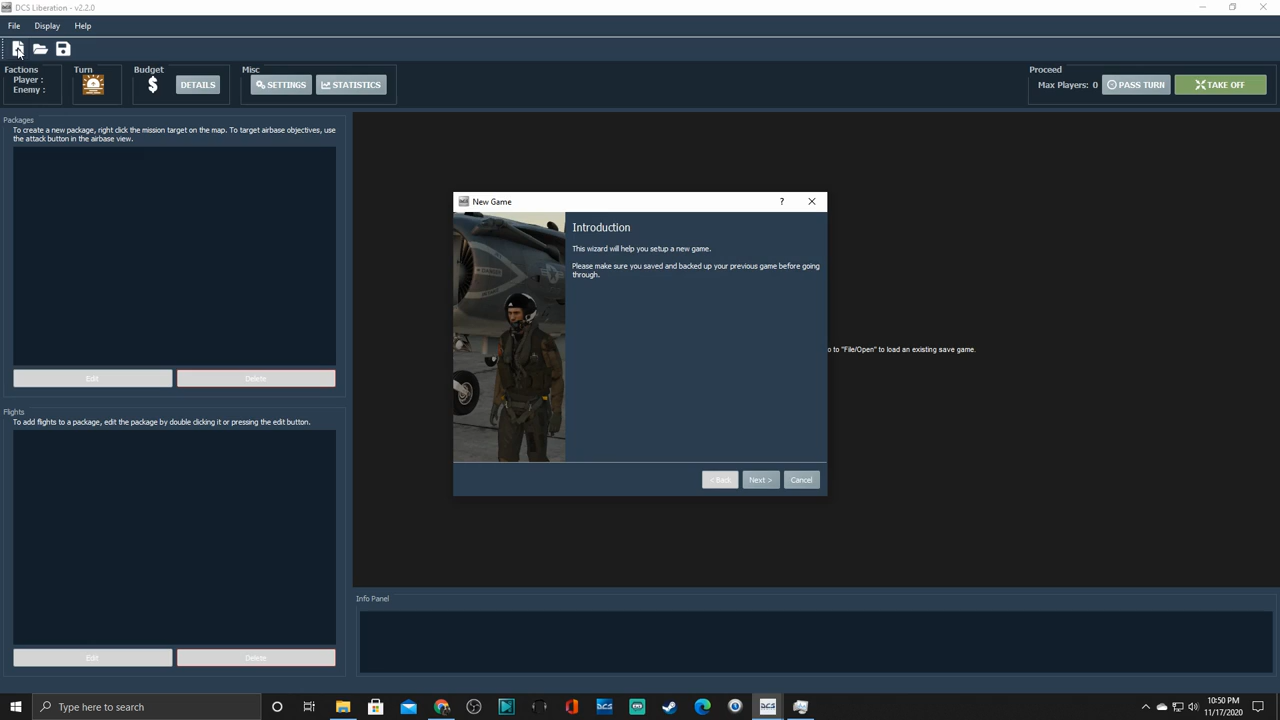 DCS Liberation - v2.2.0
File Display Help
Factions
Player :
Enemy :
Turn
Budget
$ DETAILS
Misc
SETTINGS STATISTICS
Proceed
Max Players: 0 PASS TURN TAKE OFF
Packages
To create a new package, right click the mission target on the map. To target airbase objectives, use
the attack button in the airbase view.
Edit Delete
Flights
To add flights to a package, edit the package by double clicking it or pressing the edit button.
Edit Delete
New Game ?
Introduction
This wizard will help you setup a new game.
Please make sure you saved and backed up your previous game before going
through.
< Back Next > Cancel
o to "File/Open" to load an existing save game.
Info Panel
Type here to search
DCS
10:50 PM
11/17/2020